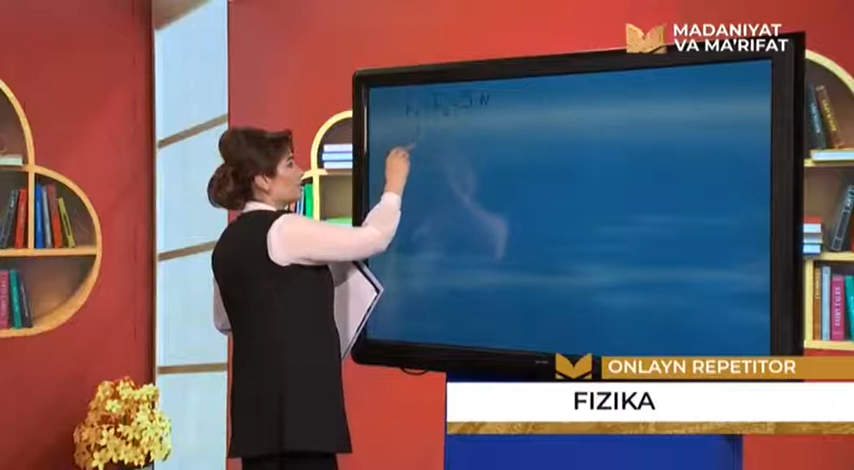 MADANIYAT
VA MA'RIFAT
ONLAYN REPETITOR
FIZIKA